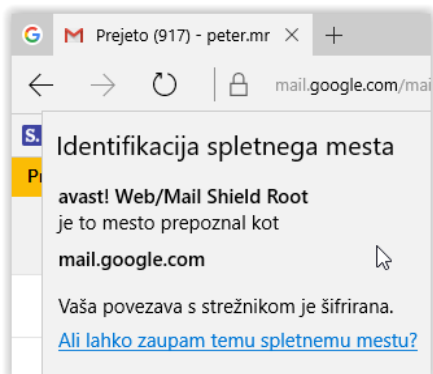 Prejeto (917) - peter.mr
mail.google.com/mai
S.
Identifikacija spletnega mesta
avast! Web/Mail Shield Root
je to mesto prepoznal kot
mail.google.com
Vaša povezava s strežnikom je šifrirana.
Ali lahko zaupam temu spletnemu mestu?